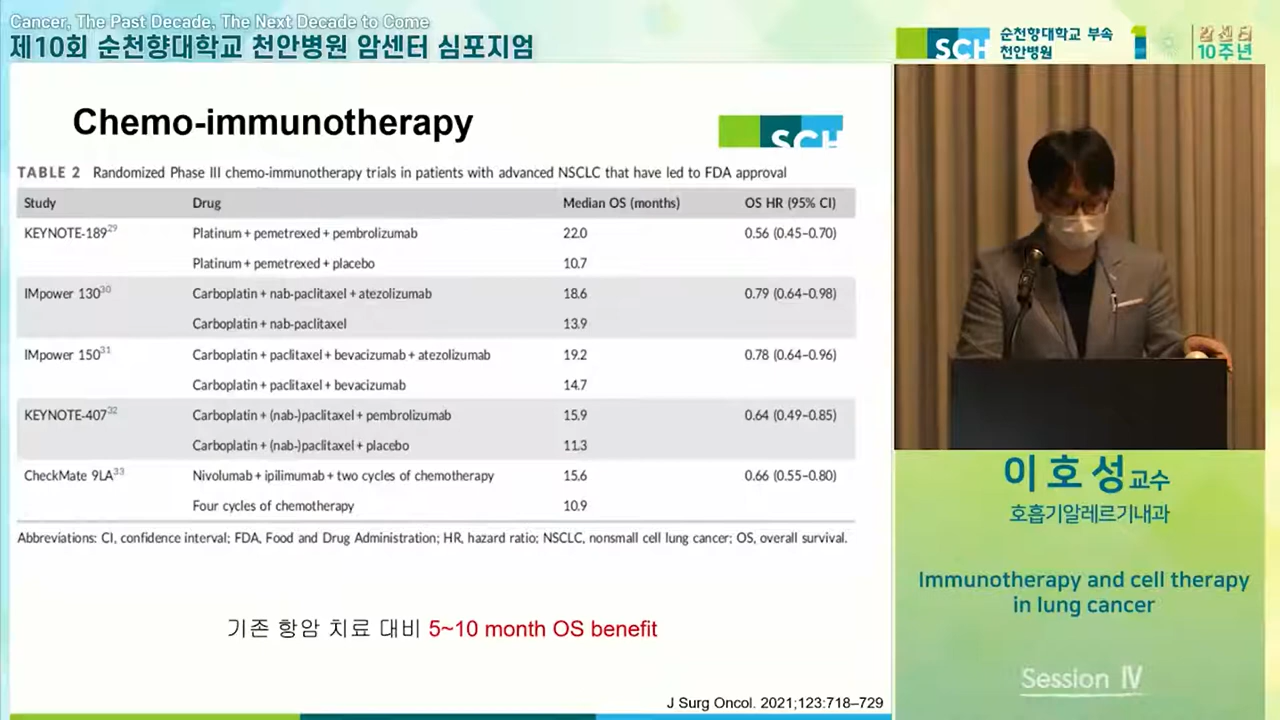 Cancer, The Past Decade, The Next Decade to Come
제10회 순천향대학교 천안병원 암센터 심포지엄
SCH 순천향대학교 부속
천안병원
암센터
10주년
Chemo-immunotherapy
SCH
TABLE 2 Randomized Phase III chemo-immunotherapy trials in patients with advanced NSCLC that have led to FDA approval
Study Drug Median OS (months) OS HR (95% CI)
KEYNOTE-189²⁹ Platinum + pemetrexed + pembrolizumab 22.0 0.56 (0.45–0.70)
Platinum + pemetrexed + placebo 10.7
IMpower 130³⁰ Carboplatin + nab-paclitaxel + atezolizumab 18.6 0.79 (0.64–0.98)
Carboplatin + nab-paclitaxel 13.9
IMpower 150³¹ Carboplatin + paclitaxel + bevacizumab + atezolizumab 19.2 0.78 (0.64–0.96)
Carboplatin + paclitaxel + bevacizumab 14.7
KEYNOTE-407³² Carboplatin + (nab-)paclitaxel + pembrolizumab 15.9 0.64 (0.49–0.85)
Carboplatin + (nab-)paclitaxel + placebo 11.3
CheckMate 9LA³³ Nivolumab + ipilimumab + two cycles of chemotherapy 15.6 0.66 (0.55–0.80)
Four cycles of chemotherapy 10.9
Abbreviations: CI, confidence interval; FDA, Food and Drug Administration; HR, hazard ratio; NSCLC, nonsmall cell lung cancer; OS, overall survival.
기존 항암 치료 대비 5~10 month OS benefit
J Surg Oncol. 2021;123:718–729
이호성교수
호흡기알레르기내과
Immunotherapy and cell therapy
in lung cancer
Session Ⅳ